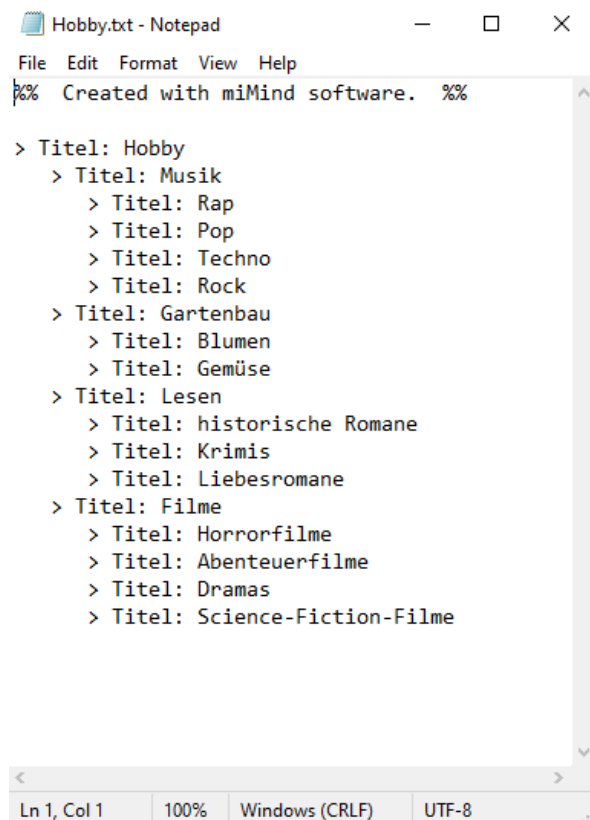 Hobby.txt - Notepad
File Edit Format View Help
%%  Created with miMind software.  %%
> Titel: Hobby
   > Titel: Musik
      > Titel: Rap
      > Titel: Pop
      > Titel: Techno
      > Titel: Rock
   > Titel: Gartenbau
      > Titel: Blumen
      > Titel: Gemüse
   > Titel: Lesen
      > Titel: historische Romane
      > Titel: Krimis
      > Titel: Liebesromane
   > Titel: Filme
      > Titel: Horrorfilme
      > Titel: Abenteuerfilme
      > Titel: Dramas
      > Titel: Science-Fiction-Filme
Ln 1, Col 1 100% Windows (CRLF) UTF-8